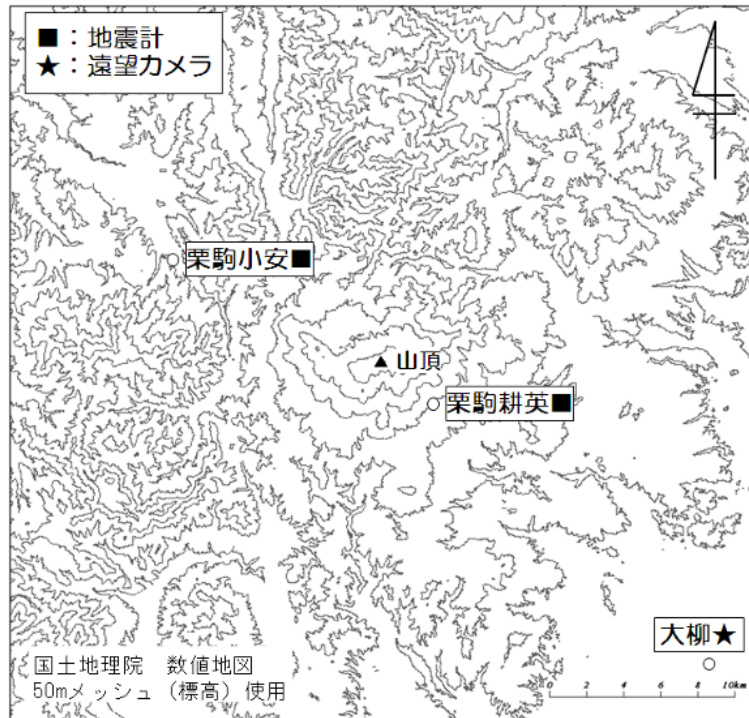 ■：地震計
★：遠望カメラ
栗駒小安■
▲山頂
栗駒耕英■
大柳★
国土地理院　数値地図
50mメッシュ（標高）使用
0 2 4 6 8 10km